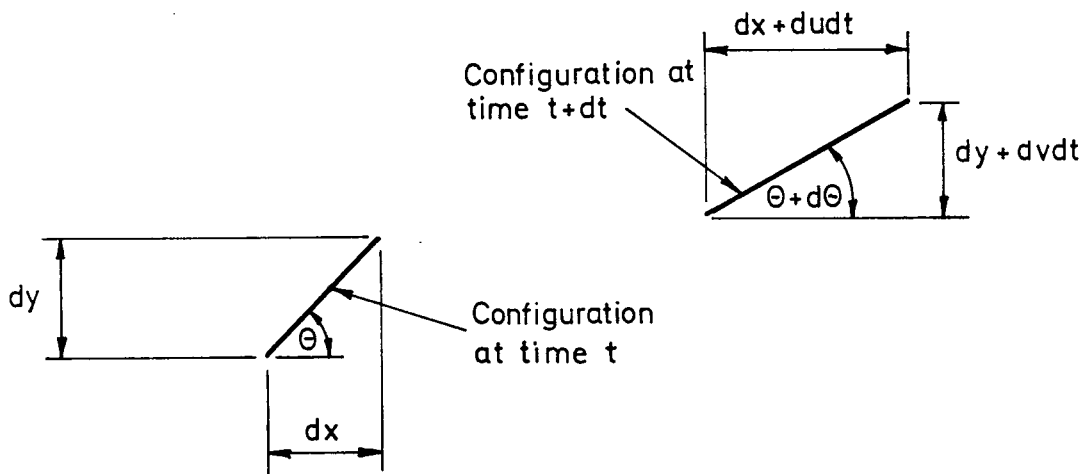 dx + dudt
Configuration at
time t+dt
dy + dvdt
Θ+dΘ
dy
Θ
Configuration
at time t
dx